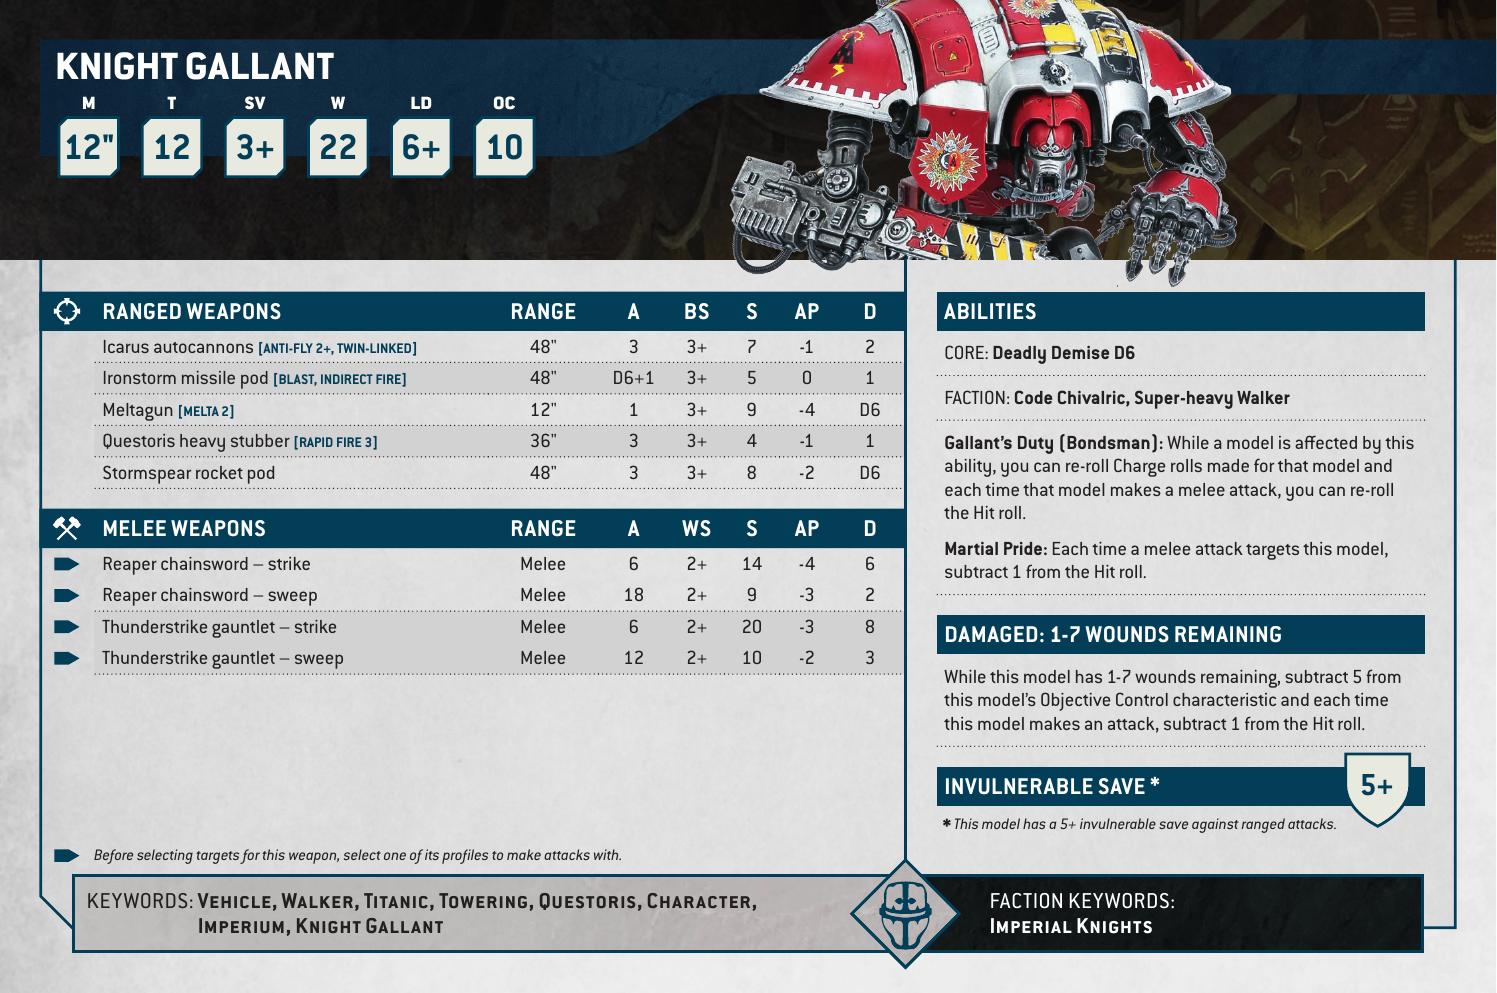 KNIGHT GALLANT
M T SV W LD OC
12" 12 3+ 22 6+ 10
RANGED WEAPONS RANGE A BS S AP D
Icarus autocannons [ANTI-FLY 2+, TWIN-LINKED] 48" 3 3+ 7 -1 2
Ironstorm missile pod [BLAST, INDIRECT FIRE] 48" D6+1 3+ 5 0 1
Meltagun [MELTA 2] 12" 1 3+ 9 -4 D6
Questoris heavy stubber [RAPID FIRE 3] 36" 3 3+ 4 -1 1
Stormspear rocket pod 48" 3 3+ 8 -2 D6
MELEE WEAPONS RANGE A WS S AP D
Reaper chainsword – strike Melee 6 2+ 14 -4 6
Reaper chainsword – sweep Melee 18 2+ 9 -3 2
Thunderstrike gauntlet – strike Melee 6 2+ 20 -3 8
Thunderstrike gauntlet – sweep Melee 12 2+ 10 -2 3
Before selecting targets for this weapon, select one of its profiles to make attacks with.
ABILITIES
CORE: Deadly Demise D6
FACTION: Code Chivalric, Super-heavy Walker
Gallant's Duty (Bondsman): While a model is affected by this
ability, you can re-roll Charge rolls made for that model and
each time that model makes a melee attack, you can re-roll
the Hit roll.
Martial Pride: Each time a melee attack targets this model,
subtract 1 from the Hit roll.
DAMAGED: 1-7 WOUNDS REMAINING
While this model has 1-7 wounds remaining, subtract 5 from
this model's Objective Control characteristic and each time
this model makes an attack, subtract 1 from the Hit roll.
INVULNERABLE SAVE * 5+
* This model has a 5+ invulnerable save against ranged attacks.
KEYWORDS: VEHICLE, WALKER, TITANIC, TOWERING, QUESTORIS, CHARACTER,
IMPERIUM, KNIGHT GALLANT
FACTION KEYWORDS:
IMPERIAL KNIGHTS